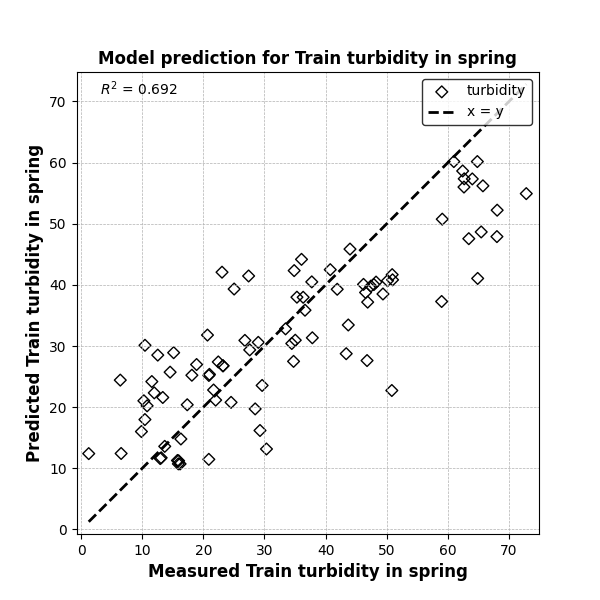 Model prediction for Train turbidity in spring
R² = 0.692
turbidity
x = y
Predicted Train turbidity in spring
70
60
50
40
30
20
10
0
0 10 20 30 40 50 60 70
Measured Train turbidity in spring